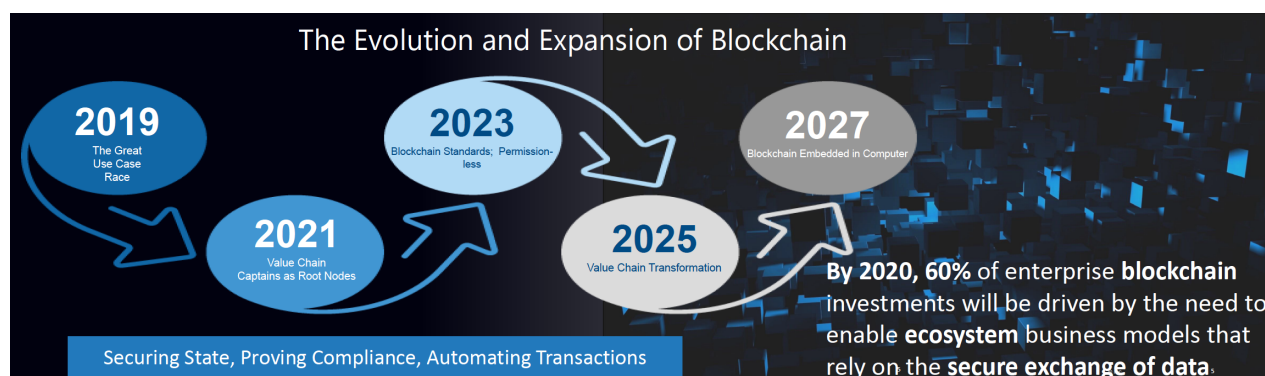 The Evolution and Expansion of Blockchain
2019
The Great
Use Case
Race
2021
Value Chain
Captains as Root Nodes
2023
Blockchain Standards; Permission-
less
2025
Value Chain Transformation
2027
Blockchain Embedded in Computer
By 2020, 60% of enterprise blockchain
investments will be driven by the need to
enable ecosystem business models that
rely on the secure exchange of data
Securing State, Proving Compliance, Automating Transactions